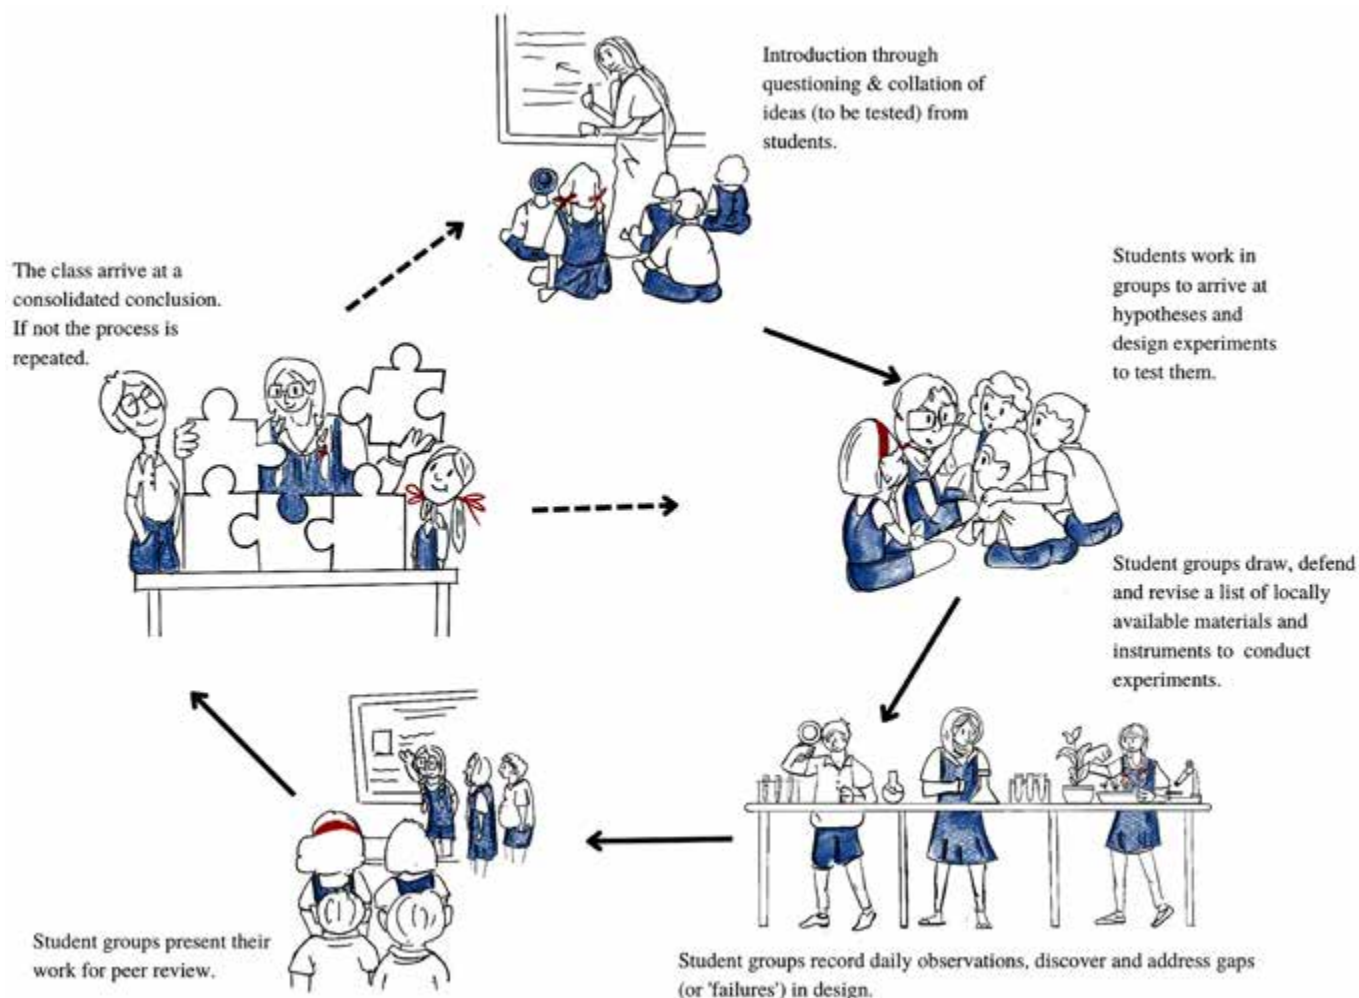 Introduction through
questioning & collation of
ideas (to be tested) from
students.
Students work in
groups to arrive at
hypotheses and
design experiments
to test them.
Student groups draw, defend
and revise a list of locally
available materials and
instruments to conduct
experiments.
Student groups record daily observations, discover and address gaps
(or 'failures') in design.
Student groups present their
work for peer review.
The class arrive at a
consolidated conclusion.
If not the process is
repeated.